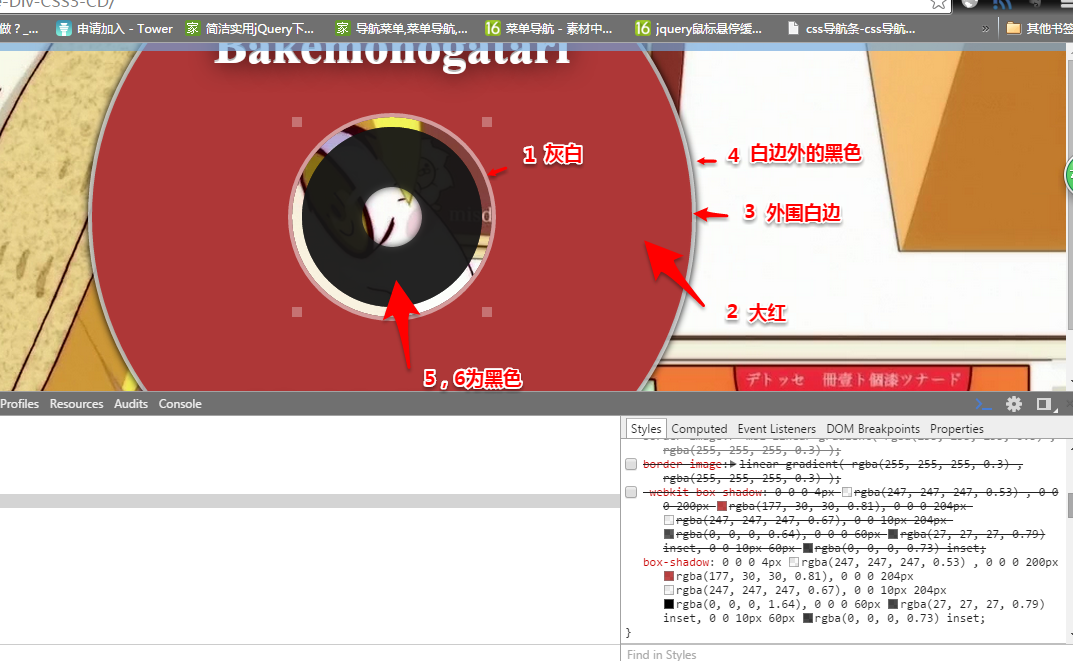 e-Div-CSS3-CD/
做？_...
申请加入 - Tower
简洁实用jQuery下...
导航菜单,菜单导航,...
菜单导航 - 素材中...
jquery鼠标悬停缓...
css导航条-css导航...
»
其他书签
Bakemonogatari
1 灰白
4 白边外的黑色
3 外围白边
misd
2 大红
5，6为黑色
デトッセ 冊壹ト個漆ツナード
Profiles Resources Audits Console
Styles Computed Event Listeners DOM Breakpoints Properties
rgba(255, 255, 255, 0.3) );
border-image:▶linear-gradient( rgba(255, 255, 255, 0.3) ,
rgba(255, 255, 255, 0.3) );
-webkit-box-shadow: 0 0 0 4px rgba(247, 247, 247, 0.53) , 0 0
0 200px rgba(177, 30, 30, 0.81), 0 0 0 204px
rgba(247, 247, 247, 0.67), 0 0 10px 204px
rgba(0, 0, 0, 0.64), 0 0 0 60px rgba(27, 27, 27, 0.79)
inset, 0 0 10px 60px rgba(0, 0, 0, 0.73) inset;
box-shadow: 0 0 0 4px rgba(247, 247, 247, 0.53) , 0 0 0 200px
rgba(177, 30, 30, 0.81), 0 0 0 204px
rgba(247, 247, 247, 0.67), 0 0 10px 204px
rgba(0, 0, 0, 1.64), 0 0 0 60px rgba(27, 27, 27, 0.79)
inset, 0 0 10px 60px rgba(0, 0, 0, 0.73) inset;
}
Find in Styles